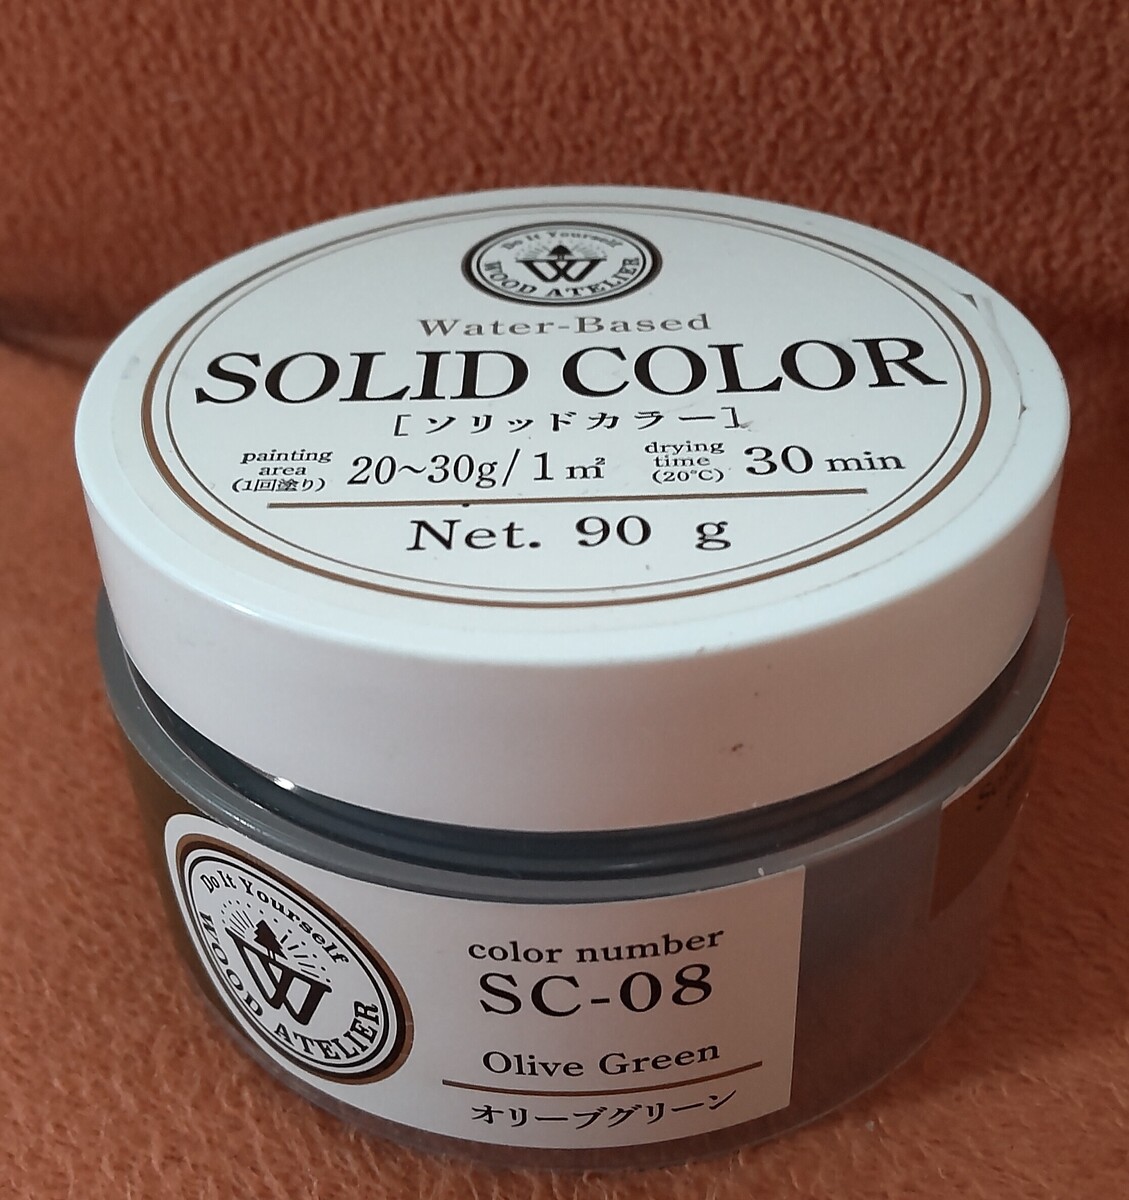 Do It Yourself
WOOD ATELIER
Water-Based
SOLID COLOR
[ソリッドカラー]
painting area (1回塗り) 20~30g/1㎡ drying time (20℃) 30 min
Net. 90 g
Do It Yourself
W
WOOD ATELIER
color number
SC-08
Olive Green
オリーブグリーン